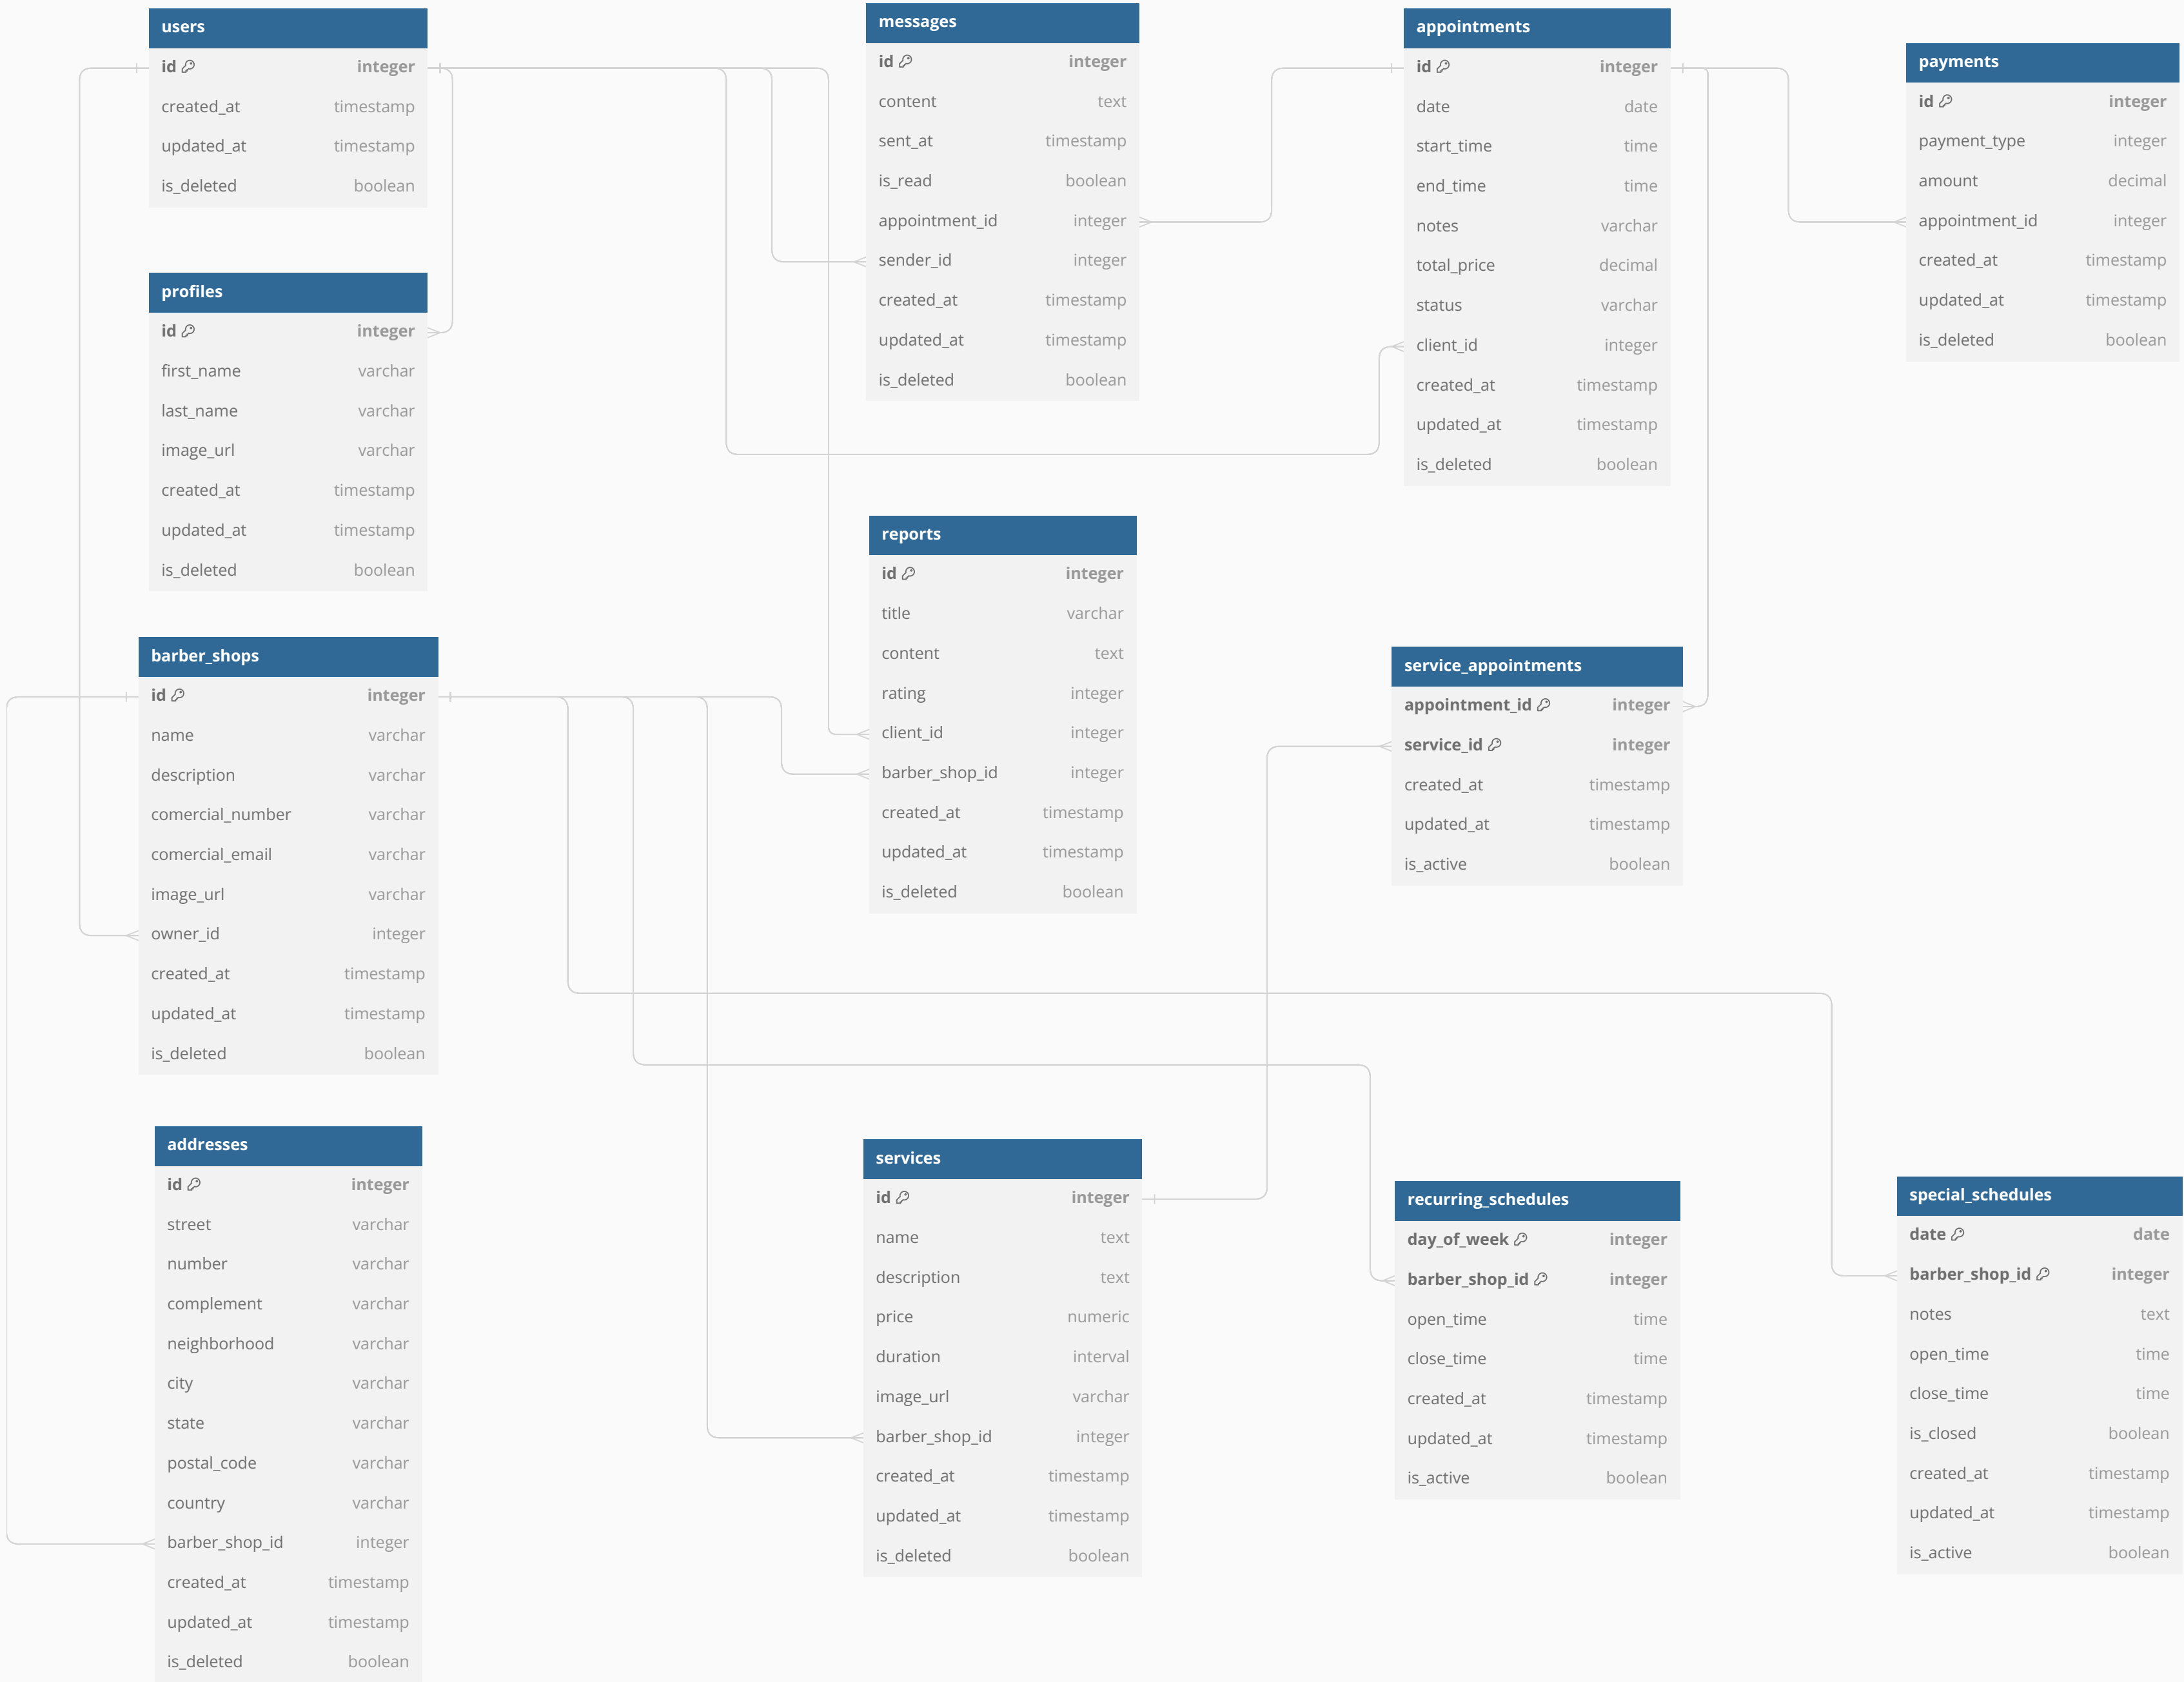 users
id integer
created_at timestamp
updated_at timestamp
is_deleted boolean
profiles
id integer
first_name varchar
last_name varchar
image_url varchar
created_at timestamp
updated_at timestamp
is_deleted boolean
barber_shops
id integer
name varchar
description varchar
comercial_number varchar
comercial_email varchar
image_url varchar
owner_id integer
created_at timestamp
updated_at timestamp
is_deleted boolean
addresses
id integer
street varchar
number varchar
complement varchar
neighborhood varchar
city varchar
state varchar
postal_code varchar
country varchar
barber_shop_id integer
created_at timestamp
updated_at timestamp
is_deleted boolean
messages
id integer
content text
sent_at timestamp
is_read boolean
appointment_id integer
sender_id integer
created_at timestamp
updated_at timestamp
is_deleted boolean
reports
id integer
title varchar
content text
rating integer
client_id integer
barber_shop_id integer
created_at timestamp
updated_at timestamp
is_deleted boolean
services
id integer
name text
description text
price numeric
duration interval
image_url varchar
barber_shop_id integer
created_at timestamp
updated_at timestamp
is_deleted boolean
appointments
id integer
date date
start_time time
end_time time
notes varchar
total_price decimal
status varchar
client_id integer
created_at timestamp
updated_at timestamp
is_deleted boolean
service_appointments
appointment_id integer
service_id integer
created_at timestamp
updated_at timestamp
is_active boolean
recurring_schedules
day_of_week integer
barber_shop_id integer
open_time time
close_time time
created_at timestamp
updated_at timestamp
is_active boolean
payments
id integer
payment_type integer
amount decimal
appointment_id integer
created_at timestamp
updated_at timestamp
is_deleted boolean
special_schedules
date date
barber_shop_id integer
notes text
open_time time
close_time time
is_closed boolean
created_at timestamp
updated_at timestamp
is_active boolean